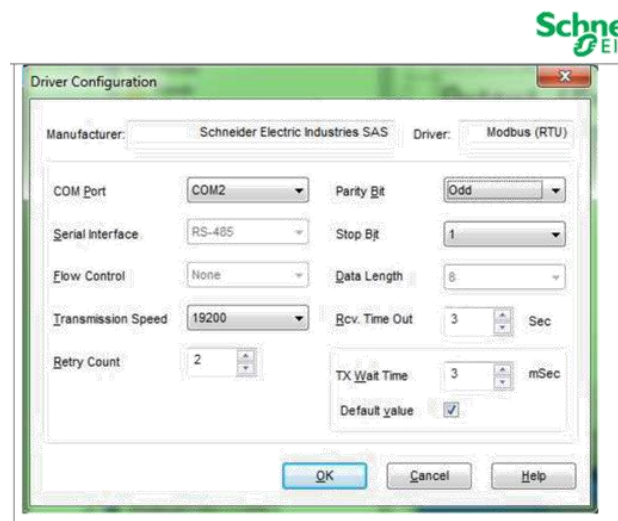 Schne
El
Driver Configuration
Manufacturer: Schneider Electric Industries SAS Driver: Modbus (RTU)
COM Port COM2 Parity Bit Odd
Serial Interface RS-485 Stop Bit 1
Flow Control None Data Length 8
Transmission Speed 19200 Rcv. Time Out 3 Sec
Retry Count 2 TX Wait Time 3 mSec
Default value
OK Cancel Help